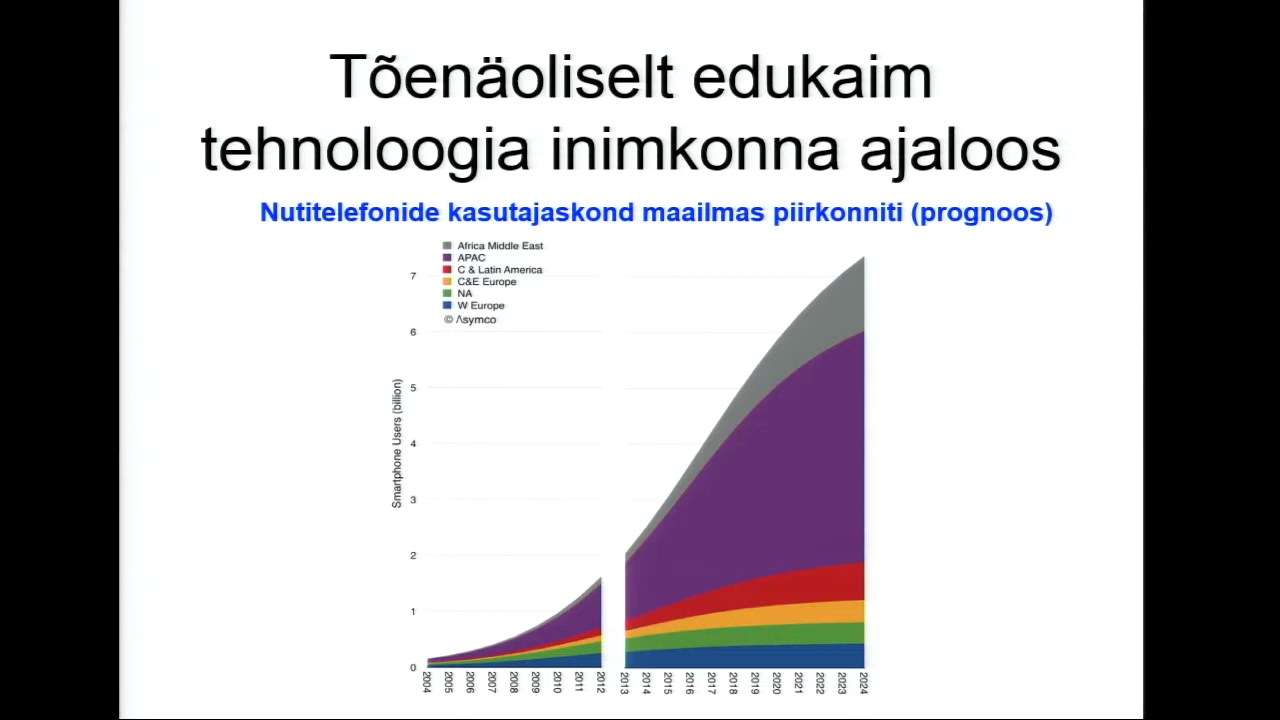 Tõenäoliselt edukaim
tehnoloogia inimkonna ajaloos
Nutitelefonide kasutajaskond maailmas piirkonniti (prognoos)
Africa Middle East
APAC
C & Latin America
C&E Europe
NA
W Europe
© Λsymco
Smartphone Users (billion)
7
6
5
4
3
2
1
0
2004 2005 2006 2007 2008 2009 2010 2011 2012 2013 2014 2015 2016 2017 2018 2019 2020 2021 2022 2023 2024